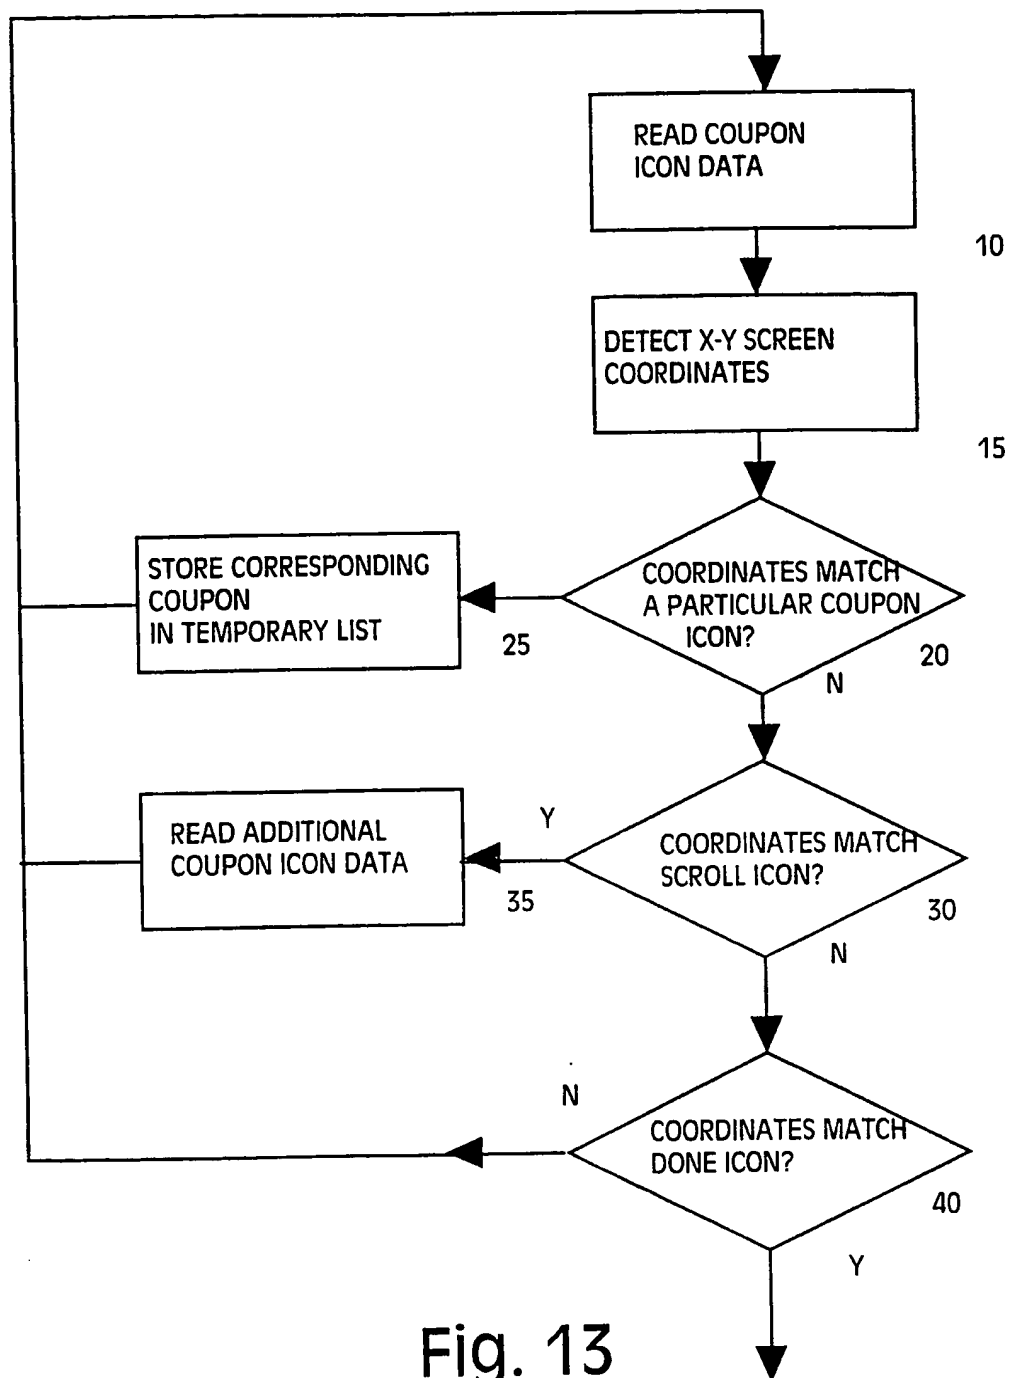 READ COUPON
ICON DATA
10
DETECT X-Y SCREEN
COORDINATES
15
COORDINATES MATCH
A PARTICULAR COUPON
ICON?
20
N
STORE CORRESPONDING
COUPON
IN TEMPORARY LIST
25
COORDINATES MATCH
SCROLL ICON?
30
Y
N
READ ADDITIONAL
COUPON ICON DATA
35
COORDINATES MATCH
DONE ICON?
40
N
Y
Fig. 13